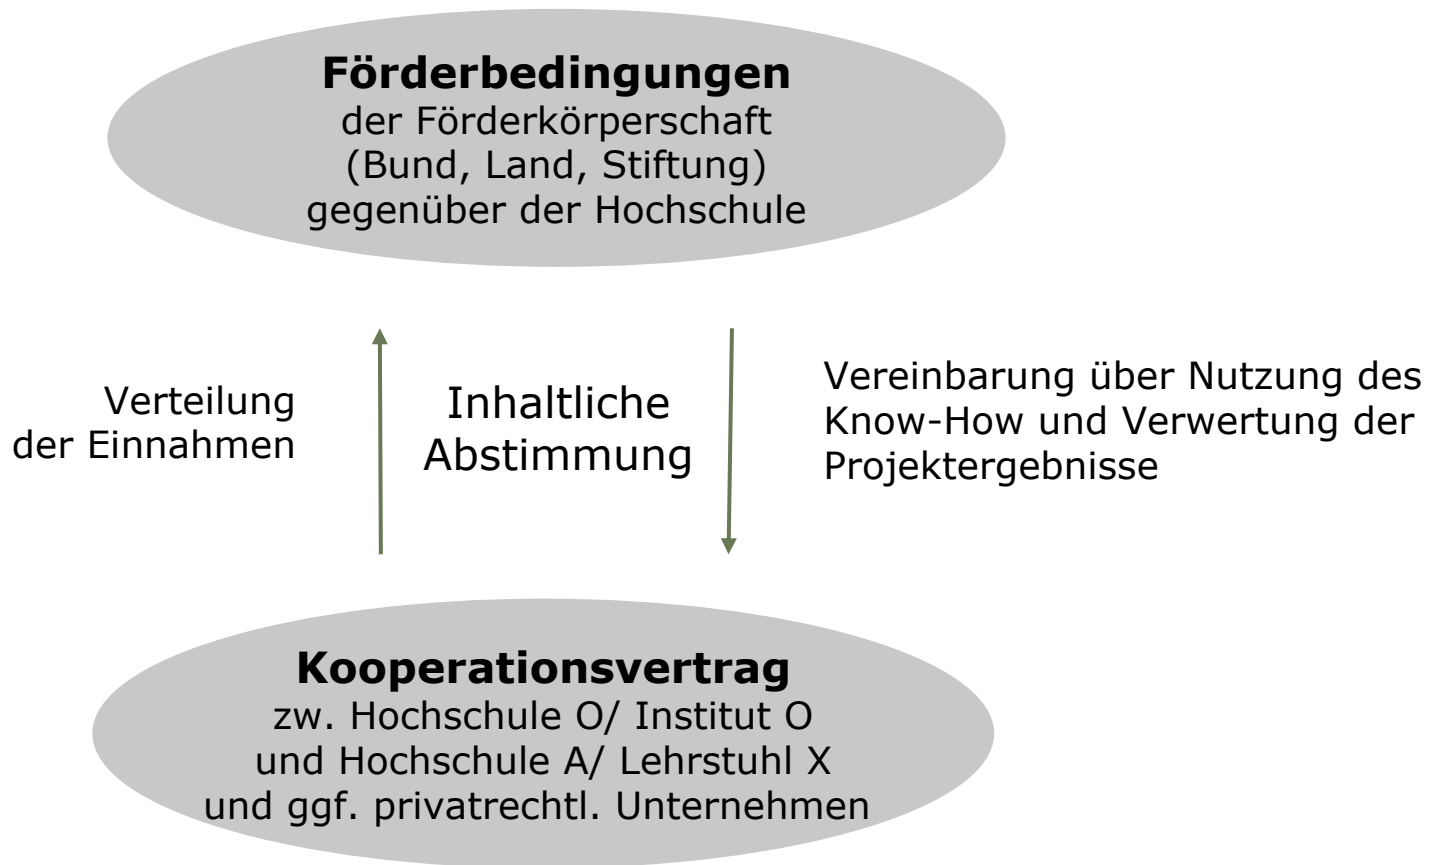 Förderbedingungen
der Förderkörperschaft
(Bund, Land, Stiftung)
gegenüber der Hochschule
Verteilung
der Einnahmen
Inhaltliche
Abstimmung
Vereinbarung über Nutzung des
Know-How und Verwertung der
Projektergebnisse
Kooperationsvertrag
zw. Hochschule O/ Institut O
und Hochschule A/ Lehrstuhl X
und ggf. privatrechtl. Unternehmen